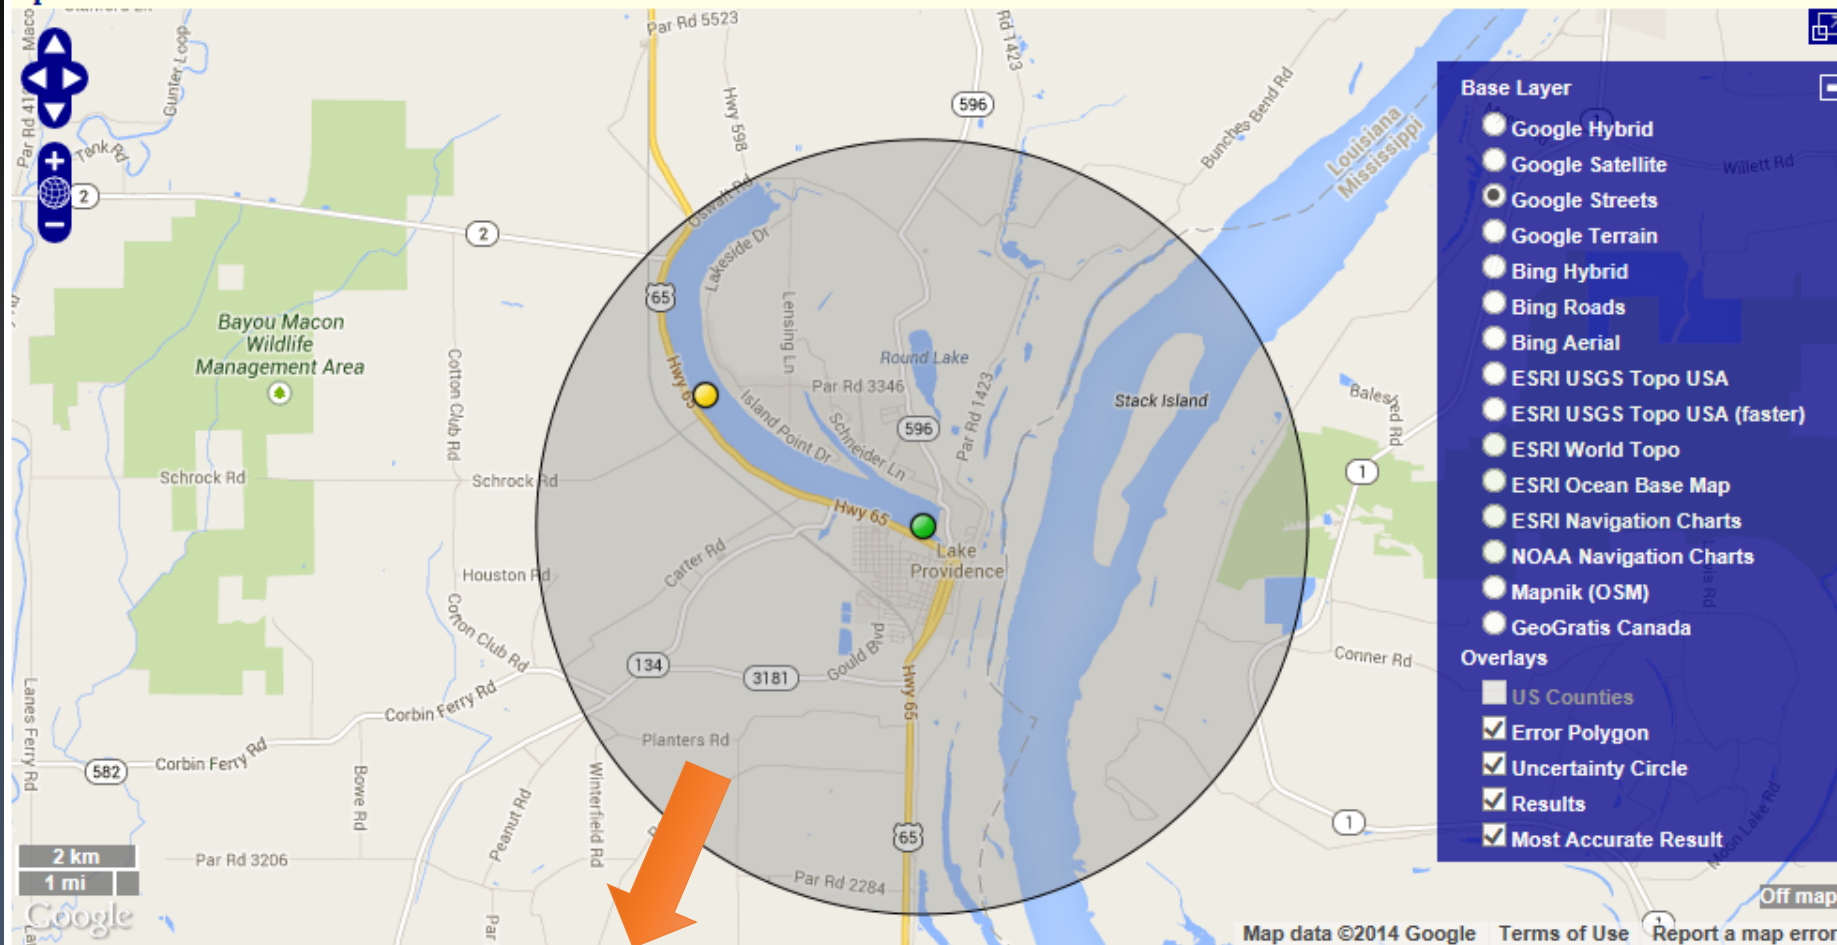 Par Rd 5523
Gunter Loop
Par Rd 41
Maco
Tenk Rd
2
2
Hwy 598
596
Rd 1423
Bunches Bend Rd
Louisiana
Mississippi
Willett Rd
Oswalt Rd
Lakeside Dr
Lensing Ln
65
Hwy 65
Bayou Macon
Wildlife
Management Area
Cotton Club Rd
Round Lake
Par Rd 3346
Island Point Dr
Schneider Ln
596
Par Rd 1423
Stack Island
1
Schrock Rd
Schrock Rd
Hwy 65
Lake
Providence
Carter Rd
Houston Rd
Cotton Club Rd
134
3181
Gould Blvd
Hwy 65
Conner Rd
Corbin Ferry Rd
Corbin Ferry Rd
582
Lanes Ferry Rd
Bowe Rd
Peanut Rd
Winterfield Rd
Planters Rd
65
1
Moon Lake Rd
Par Rd 3206
Par Rd 2284
Par
1
2 km
1 mi
Google
Base Layer
Google Hybrid
Google Satellite
Google Streets
Google Terrain
Bing Hybrid
Bing Roads
Bing Aerial
ESRI USGS Topo USA
ESRI USGS Topo USA (faster)
ESRI World Topo
ESRI Ocean Base Map
ESRI Navigation Charts
NOAA Navigation Charts
Mapnik (OSM)
GeoGratis Canada
Overlays
US Counties
Error Polygon
Uncertainty Circle
Results
Most Accurate Result
Off map
Map data ©2014 Google
Terms of Use
Report a map error